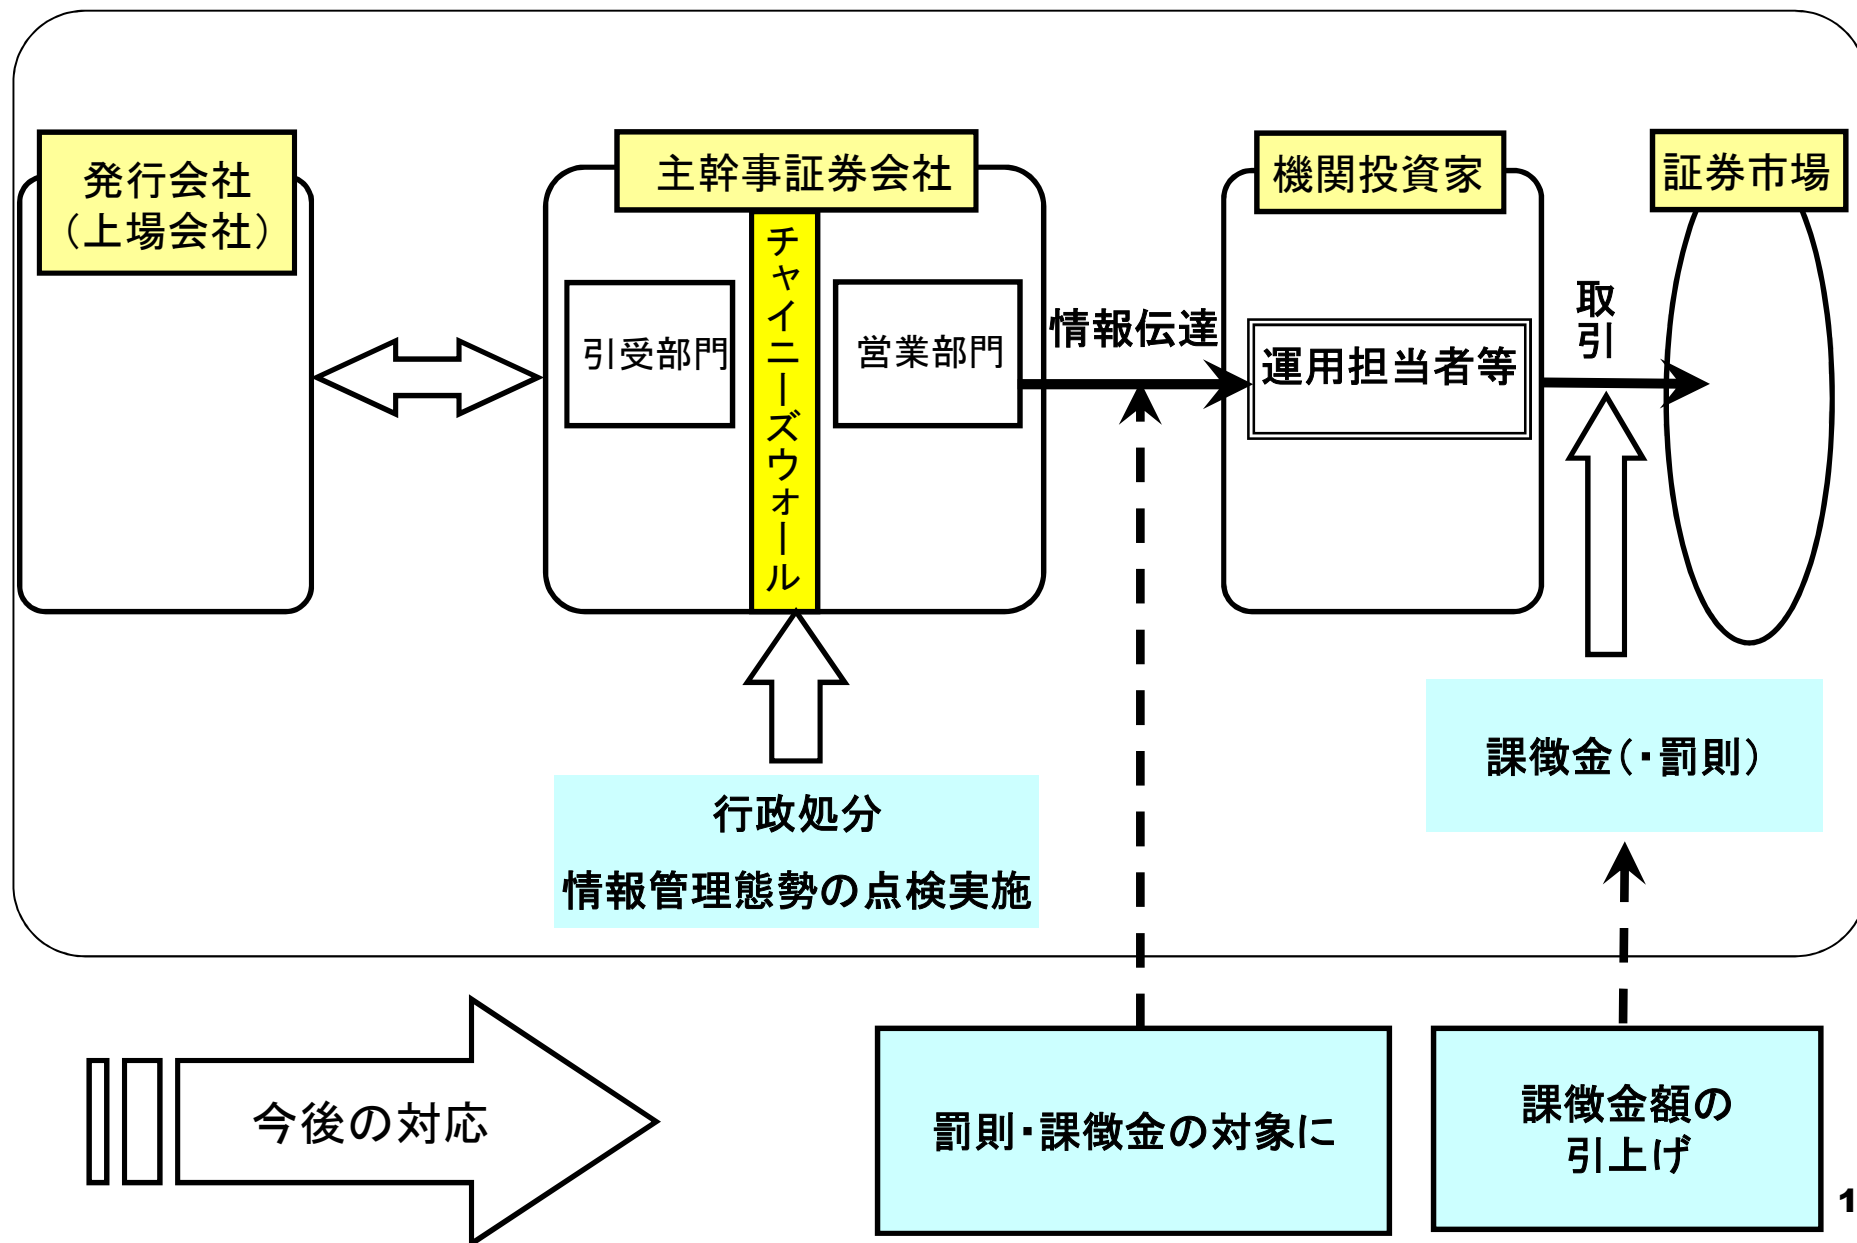 発行会社
（上場会社）
主幹事証券会社
機関投資家
証券市場
チャイニーズウォール
引受部門
営業部門
情報伝達
運用担当者等
取引
行政処分
情報管理態勢の点検実施
課徴金（・罰則）
今後の対応
罰則・課徴金の対象に
課徴金額の
引上げ
1